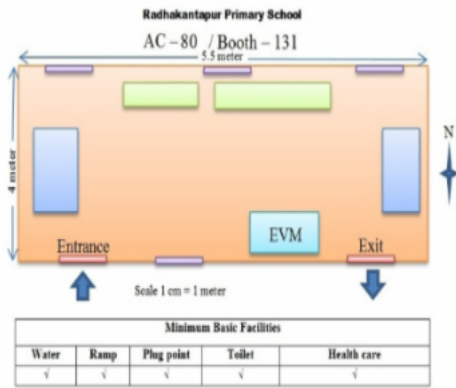 Radhakantapur Primary School
AC – 80 / Booth – 131
5.5 meter
4 meter
N
EVM
Entrance
Exit
Scale 1 cm = 1 meter
Minimum Basic Facilities
Water Ramp Plug point Toilet Health care
√ √ √ √ √